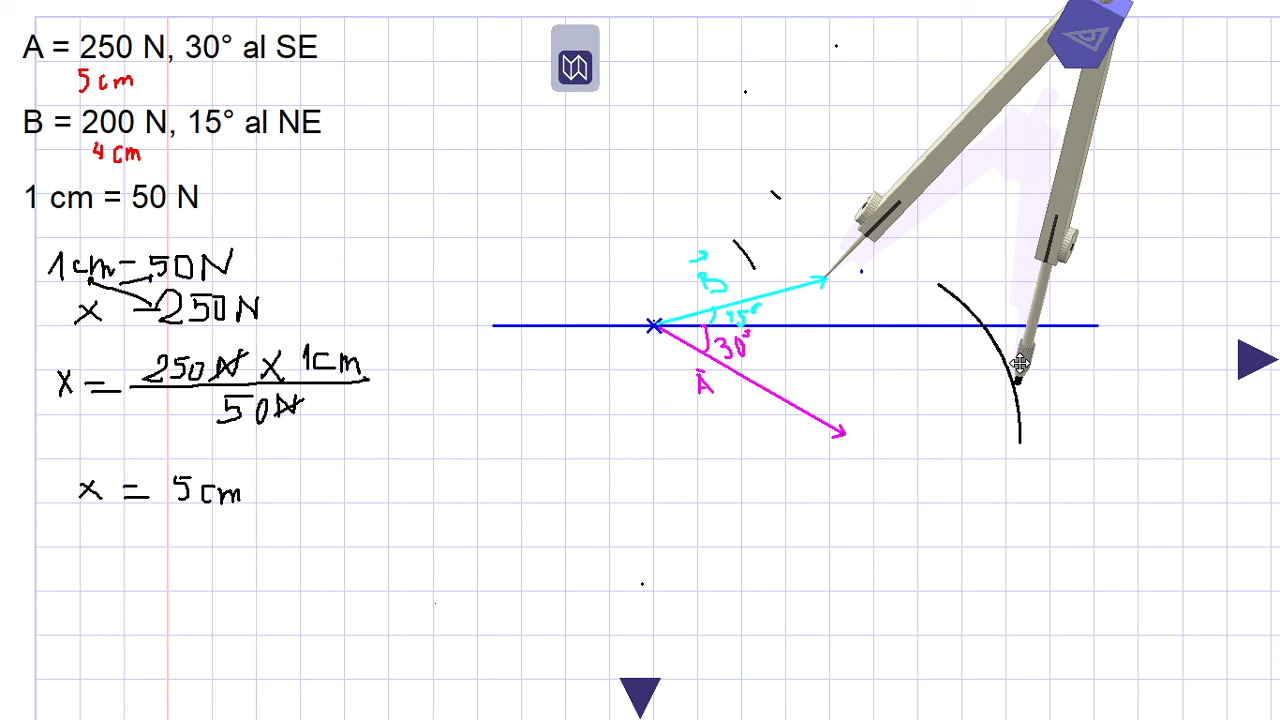 A = 250 N, 30° al SE
5 cm
B = 200 N, 15° al NE
4 cm
1 cm = 50 N
1cm - 50N
x - 250N
x = 250N x 1cm
50N
x = 5cm
B
15°
30°
A